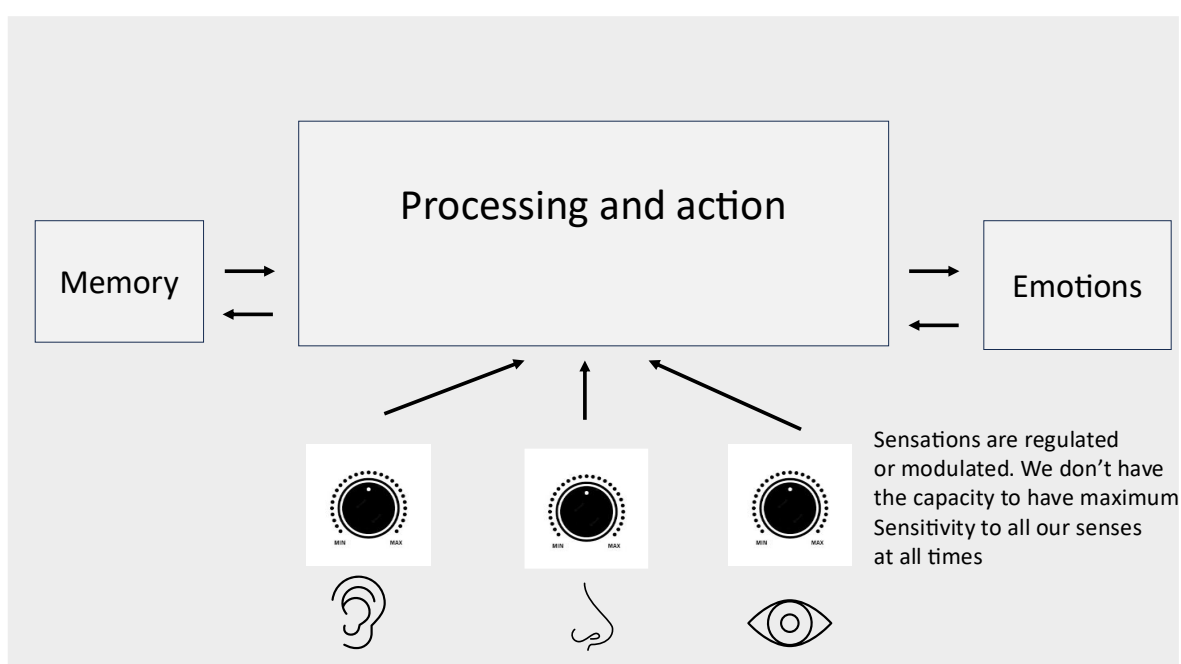 Processing and action
Memory
Emotions
Sensations are regulated
or modulated. We don’t have
the capacity to have maximum
Sensitivity to all our senses
at all times
MIN MAX
MIN MAX
MIN MAX